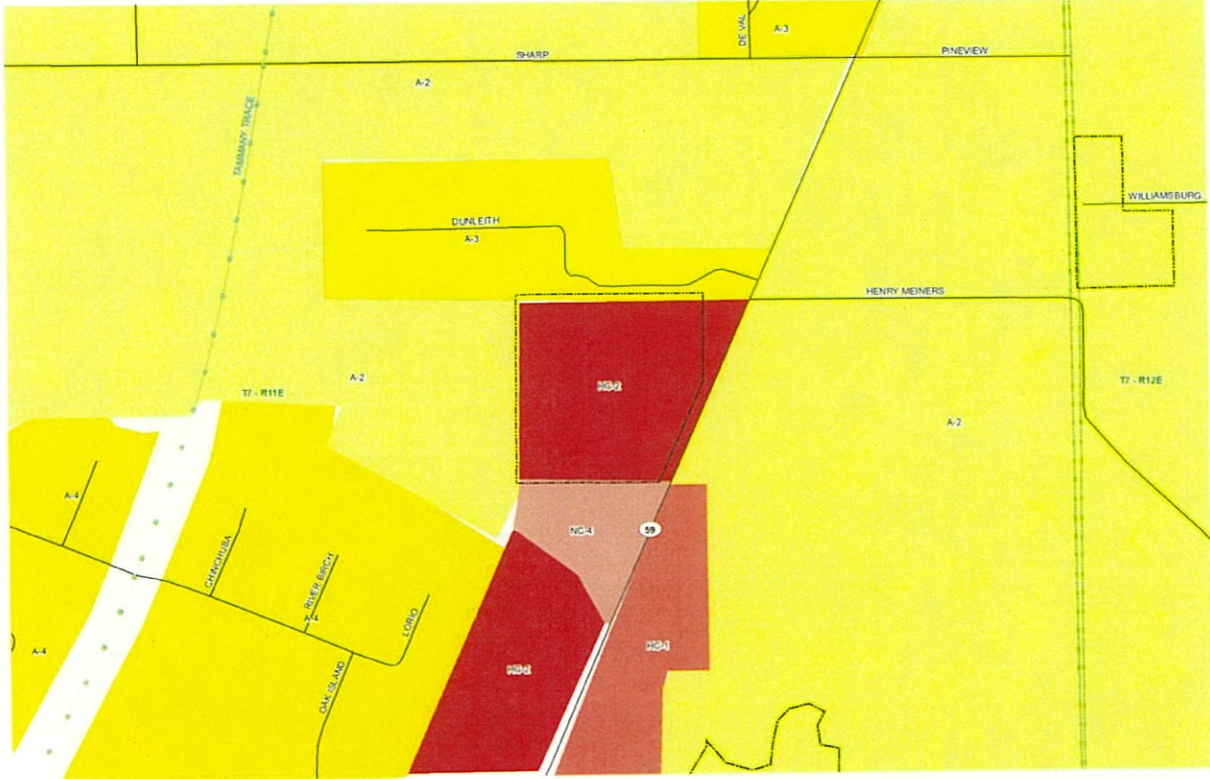 DE VAL
A-3
SHARP
PINEVIEW
A-2
TAMMANY TRACE
WILLIAMSBURG
DUNLEITH
A-3
HENRY MEINERS
A-2
T7 - R11E
HC-2
T7 - R12E
A-2
A-4
NC-4
59
CHINCHUBA
RIVER BIRCH
A-4
LORIO
A-4
HC-1
HC-2
OAK ISLAND